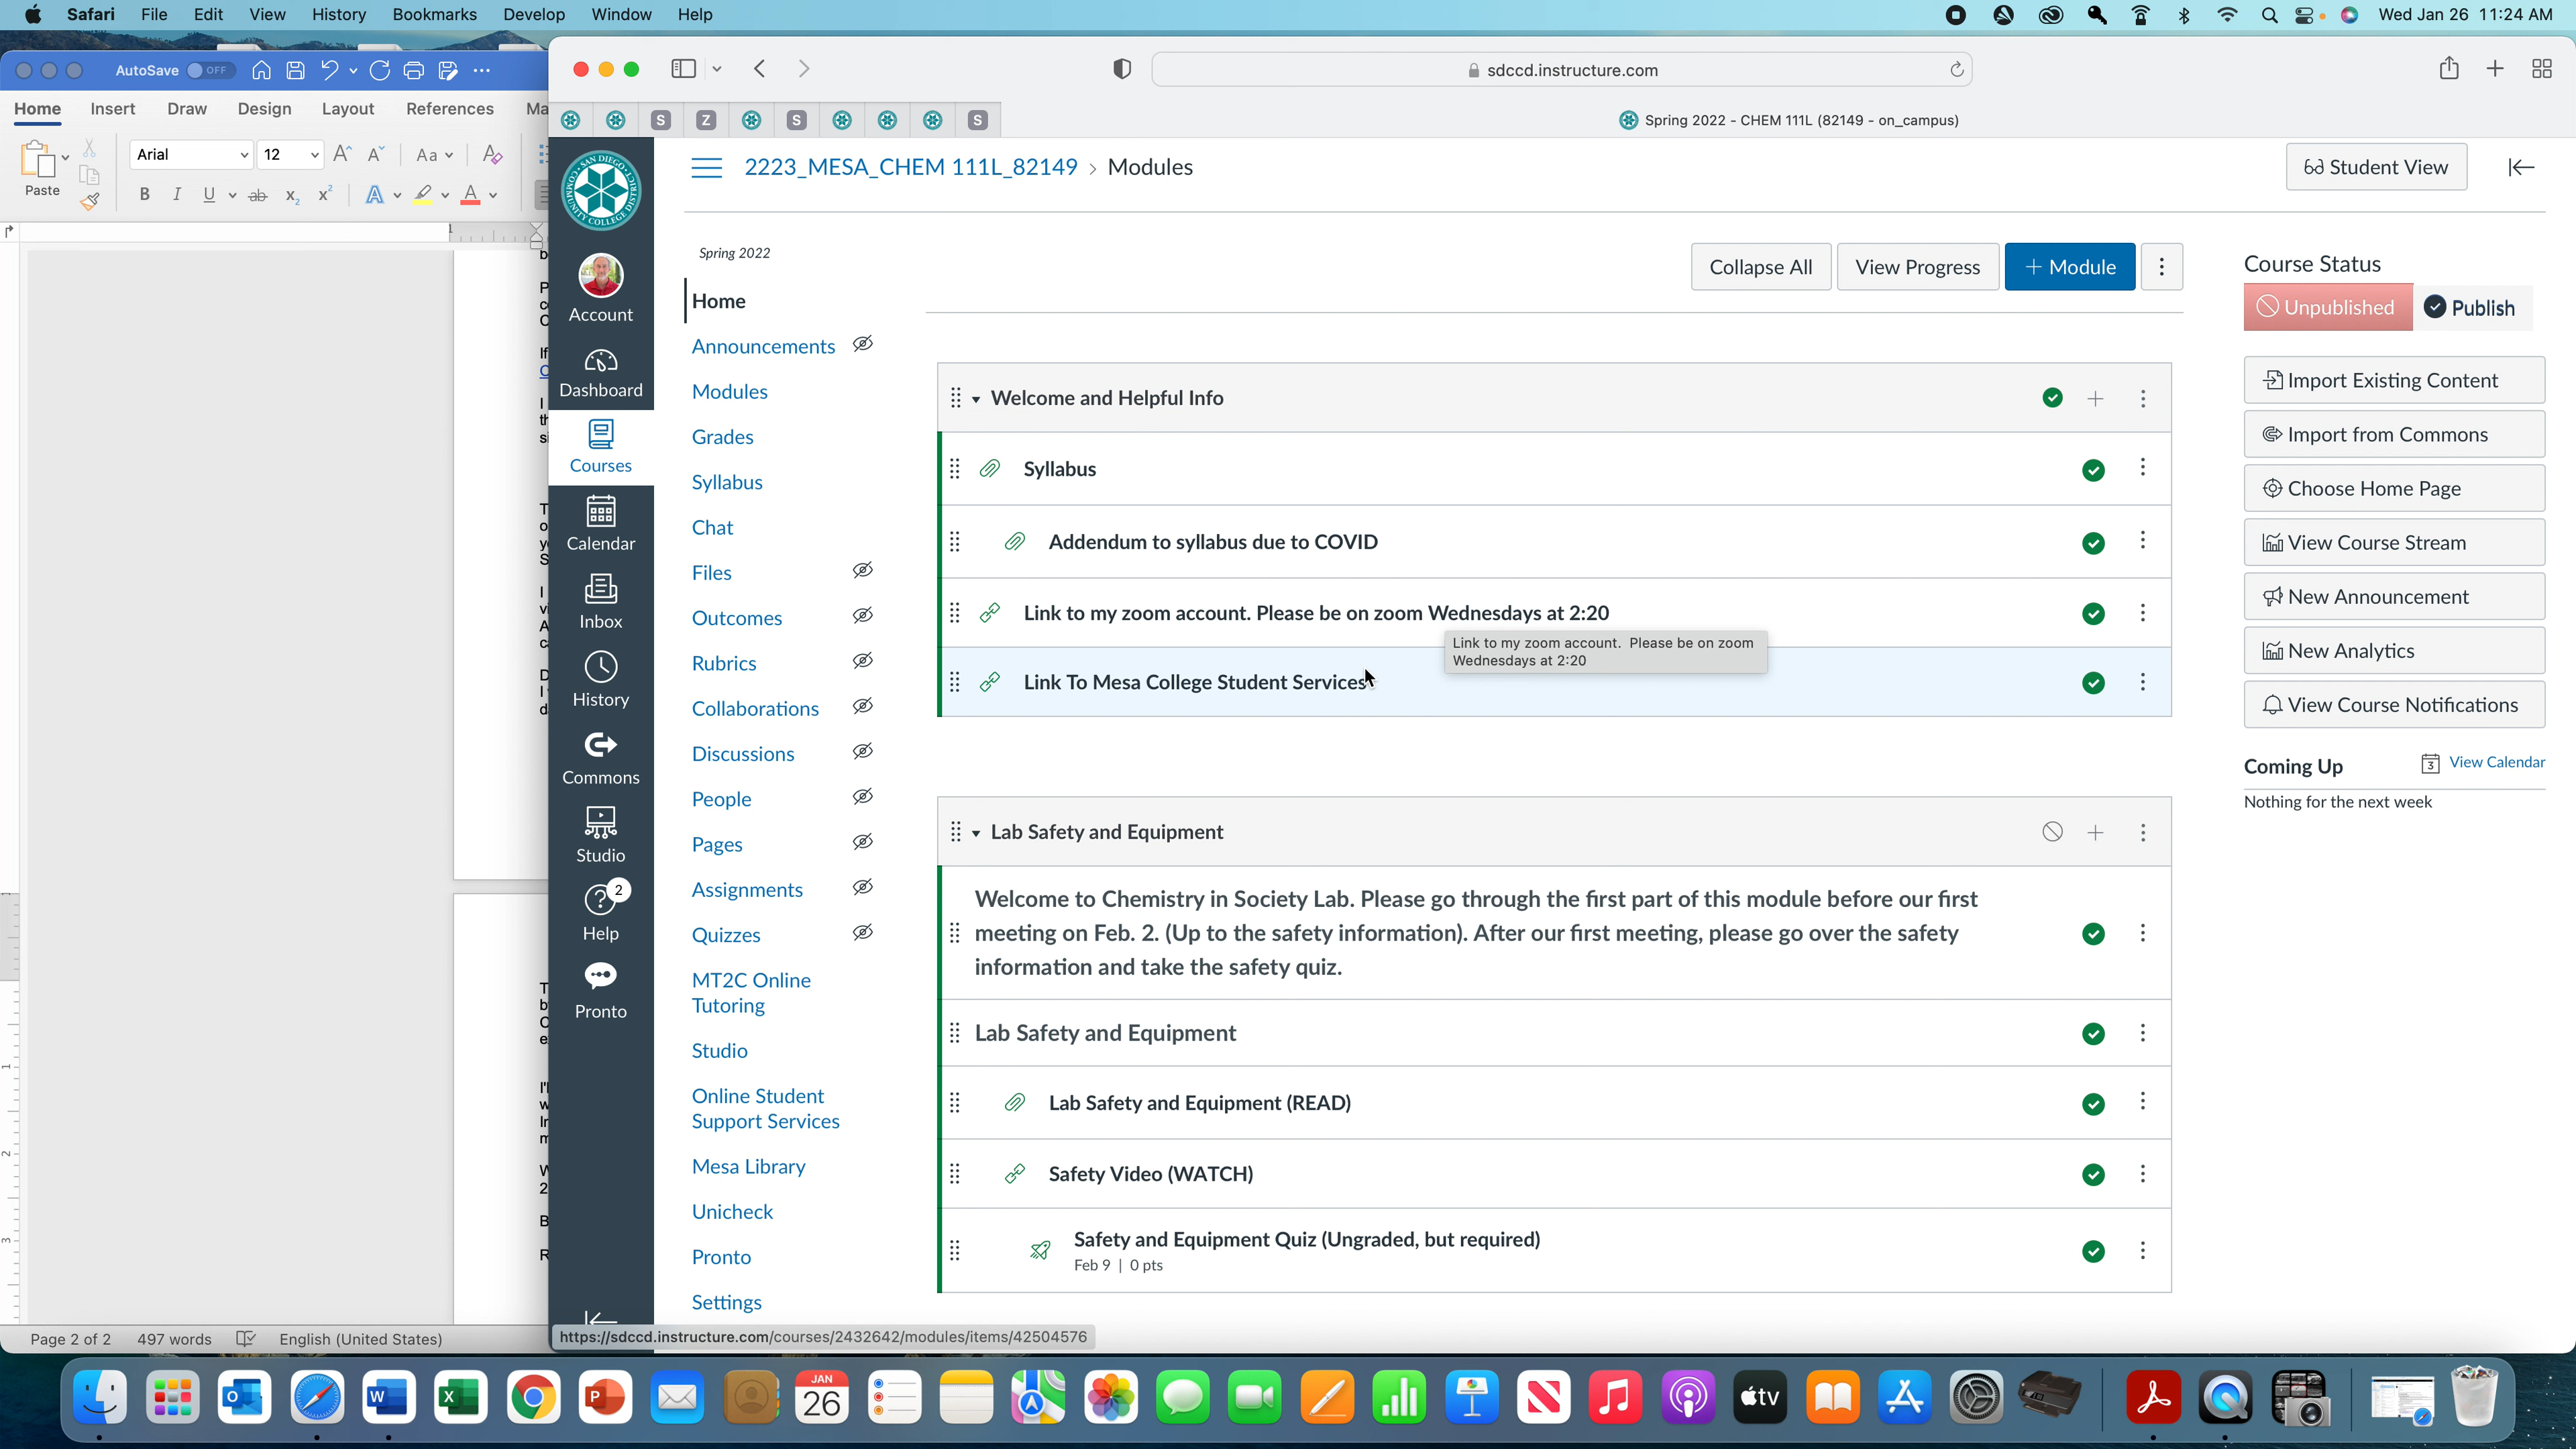 Safari File Edit View History Bookmarks Develop Window Help Wed Jan 26 11:24 AM
AutoSave OFF
Home Insert Draw Design Layout References Ma
Paste
Arial 12 Aa
B I U ab x2 x2 A A
sdccd.instructure.com
S Z S S
Spring 2022 - CHEM 111L (82149 - on_campus)
SAN DIEGO COMMUNITY COLLEGE DISTRICT
Account
Dashboard
Courses
Calendar
Inbox
History
Commons
Studio
2
Help
Pronto
2223_MESA_CHEM 111L_82149 > Modules
Student View
Spring 2022
Home
Announcements
Modules
Grades
Syllabus
Chat
Files
Outcomes
Rubrics
Collaborations
Discussions
People
Pages
Assignments
Quizzes
MT2C Online
Tutoring
Studio
Online Student
Support Services
Mesa Library
Unicheck
Pronto
Settings
Collapse All View Progress + Module
Welcome and Helpful Info
Syllabus
Addendum to syllabus due to COVID
Link to my zoom account. Please be on zoom Wednesdays at 2:20
Link to my zoom account. Please be on zoom
Wednesdays at 2:20
Link To Mesa College Student Services
Lab Safety and Equipment
Welcome to Chemistry in Society Lab. Please go through the first part of this module before our first
meeting on Feb. 2. (Up to the safety information). After our first meeting, please go over the safety
information and take the safety quiz.
Lab Safety and Equipment
Lab Safety and Equipment (READ)
Safety Video (WATCH)
Safety and Equipment Quiz (Ungraded, but required)
Feb 9 | 0 pts
Course Status
Unpublished Publish
Import Existing Content
Import from Commons
Choose Home Page
View Course Stream
New Announcement
New Analytics
View Course Notifications
Coming Up 3 View Calendar
Nothing for the next week
Page 2 of 2 497 words English (United States)
https://sdccd.instructure.com/courses/2432642/modules/items/42504576
JAN
26
tv